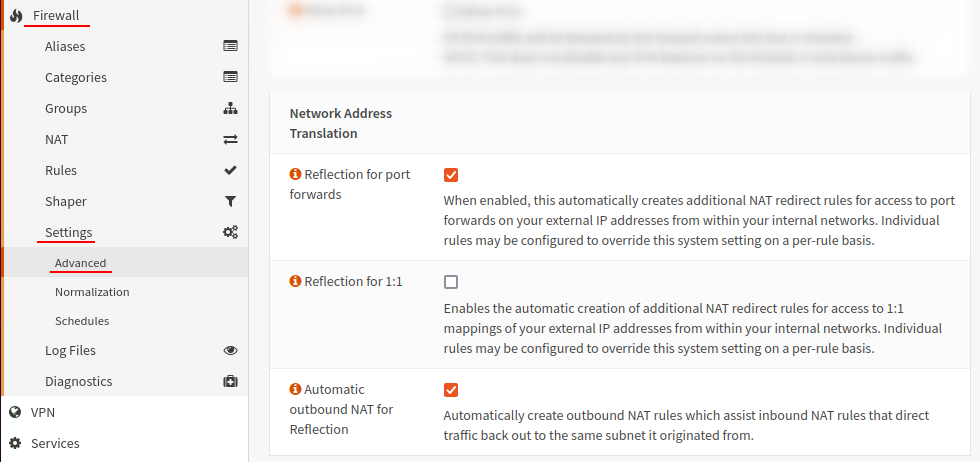 Firewall
Aliases
Categories
Groups
NAT
Rules
Shaper
Settings
Advanced
Normalization
Schedules
Log Files
Diagnostics
VPN
Services
Network Address
Translation
Reflection for port
forwards
When enabled, this automatically creates additional NAT redirect rules for access to port
forwards on your external IP addresses from within your internal networks. Individual
rules may be configured to override this system setting on a per-rule basis.
Reflection for 1:1
Enables the automatic creation of additional NAT redirect rules for access to 1:1
mappings of your external IP addresses from within your internal networks. Individual
rules may be configured to override this system setting on a per-rule basis.
Automatic
outbound NAT for
Reflection
Automatically create outbound NAT rules which assist inbound NAT rules that direct
traffic back out to the same subnet it originated from.